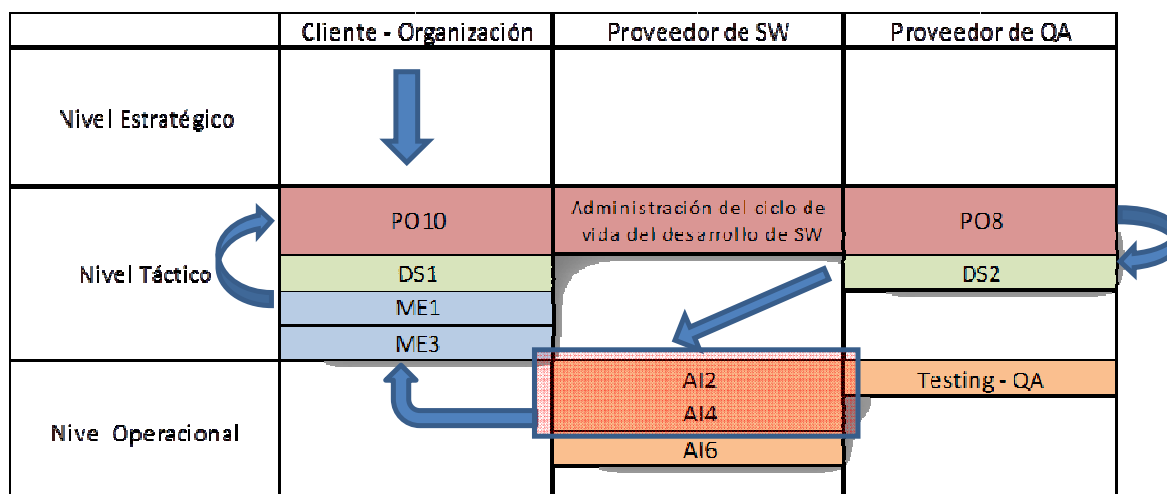 Cliente - Organización
Proveedor de SW
Proveedor de QA
Nivel Estratégico
Nivel Táctico
PO10
Administración del ciclo de
vida del desarrollo de SW
PO8
DS1
DS2
ME1
ME3
Nive Operacional
AI2
Testing - QA
AI4
AI6